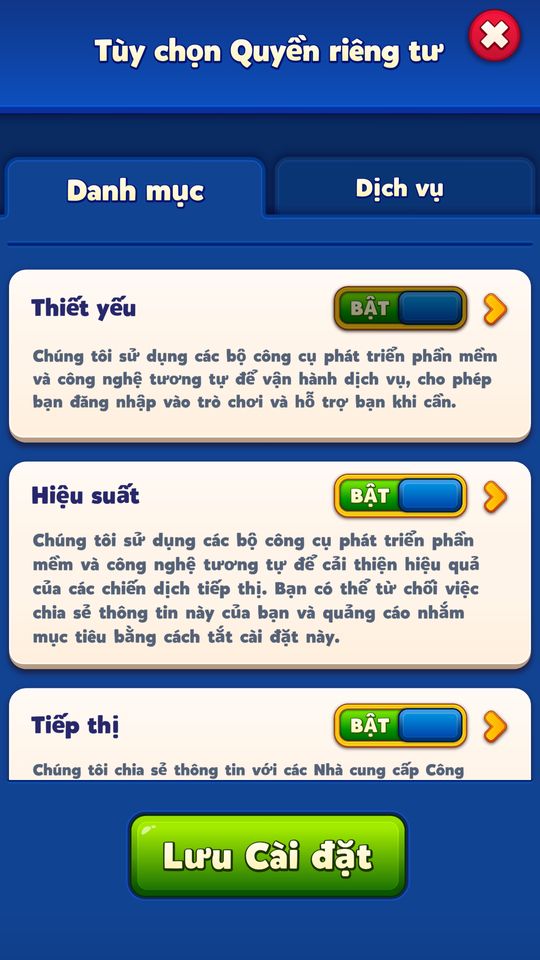 Tùy chọn Quyền riêng tư
Danh mục
Dịch vụ
Thiết yếu
BẬT
Chúng tôi sử dụng các bộ công cụ phát triển phần mềm
và công nghệ tương tự để vận hành dịch vụ, cho phép
bạn đăng nhập vào trò chơi và hỗ trợ bạn khi cần.
Hiệu suất
BẬT
Chúng tôi sử dụng các bộ công cụ phát triển phần
mềm và công nghệ tương tự để cải thiện hiệu quả
của các chiến dịch tiếp thị. Bạn có thể từ chối việc
chia sẻ thông tin này của bạn và quảng cáo nhắm
mục tiêu bằng cách tắt cài đặt này.
Tiếp thị
BẬT
Chúng tôi chia sẻ thông tin với các Nhà cung cấp Công
Lưu Cài đặt